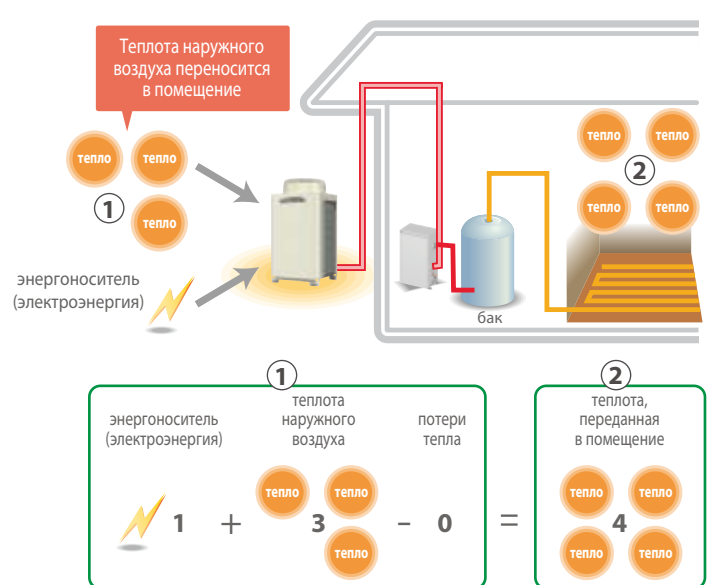 Теплота наружного
воздуха переносится
в помещение
тепло
тепло
тепло
1
энергоноситель
(электроэнергия)
бак
тепло
тепло
2
тепло
тепло
1
энергоноситель
(электроэнергия)
теплота
наружного
воздуха
потери
тепла
1 + тепло тепло 3 тепло – 0 =
2
теплота,
переданная
в помещение
тепло тепло
4
тепло тепло